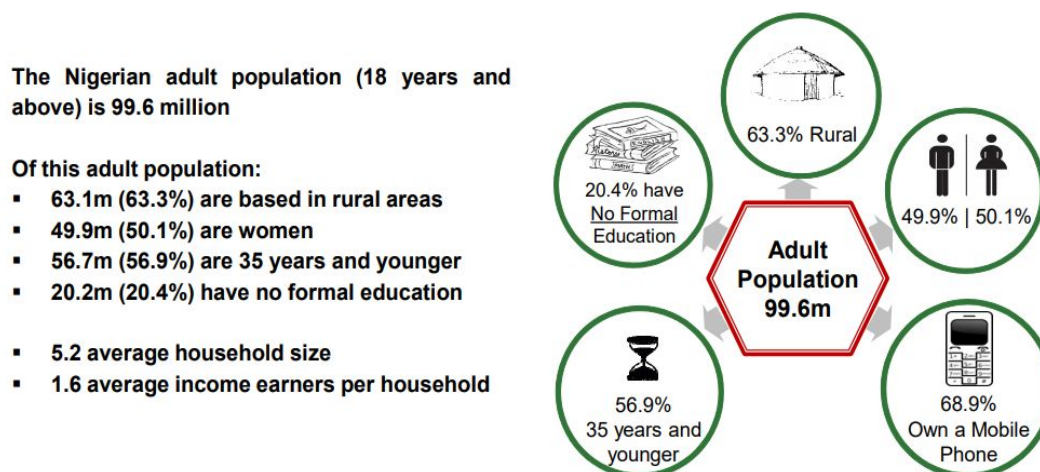 The Nigerian adult population (18 years and
above) is 99.6 million
Of this adult population:
▪ 63.1m (63.3%) are based in rural areas
▪ 49.9m (50.1%) are women
▪ 56.7m (56.9%) are 35 years and younger
▪ 20.2m (20.4%) have no formal education
▪ 5.2 average household size
▪ 1.6 average income earners per household
63.3% Rural
20.4% have
No Formal
Education
49.9% | 50.1%
Adult
Population
99.6m
56.9%
35 years and
younger
68.9%
Own a Mobile
Phone